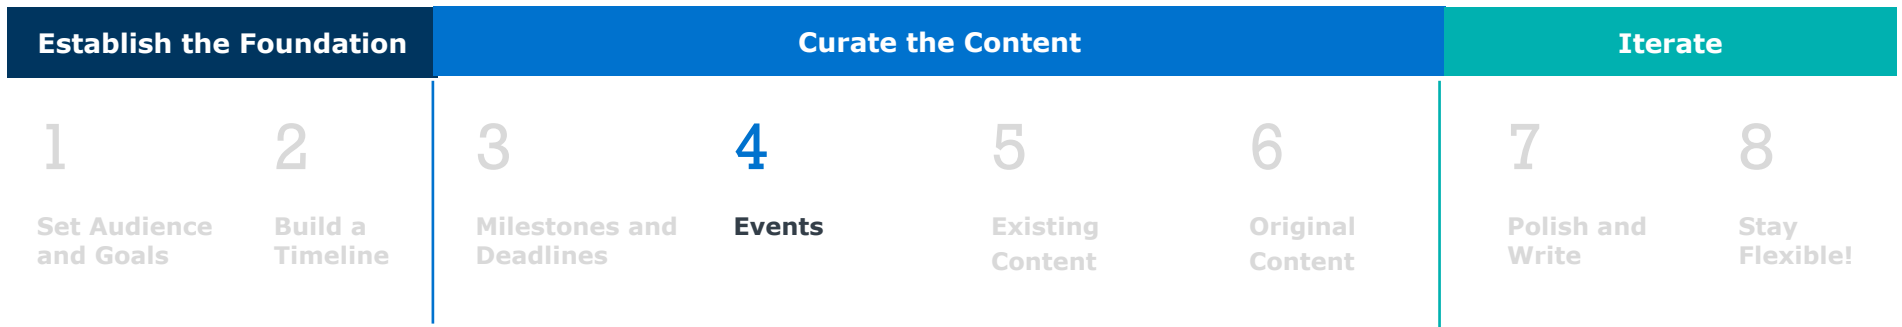 Establish the Foundation
Curate the Content
Iterate
1
2
3
4
5
6
7
8
Set Audience
and Goals
Build a
Timeline
Milestones and
Deadlines
Events
Existing
Content
Original
Content
Polish and
Write
Stay
Flexible!